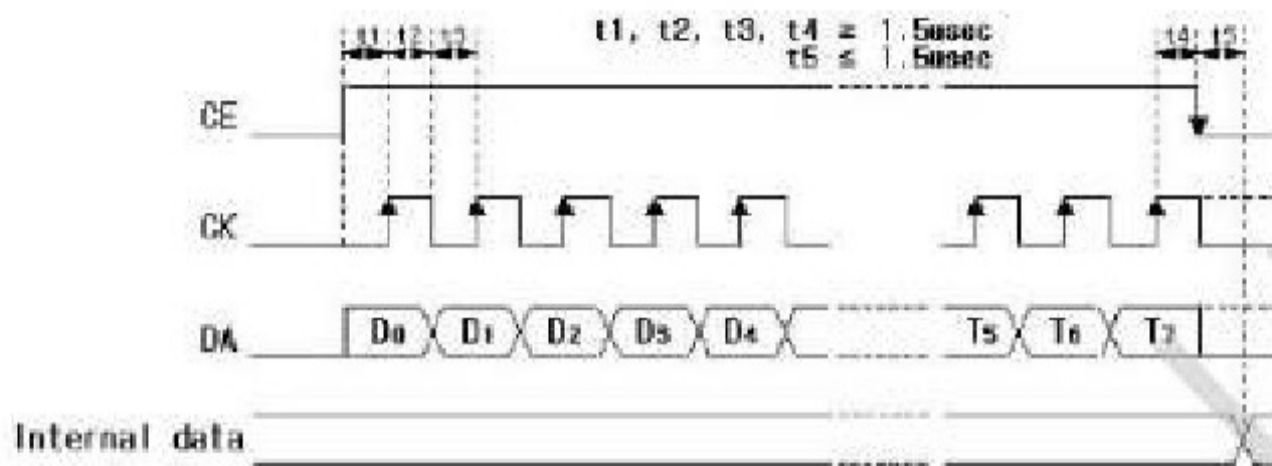 t1 t2 t3 t1, t2, t3, t4 ≥ 1.5usec t4 t5
t5 ≤ 1.5usec
CE
CK
DA D0 D1 D2 D3 D4 T5 T6 T7
Internal data